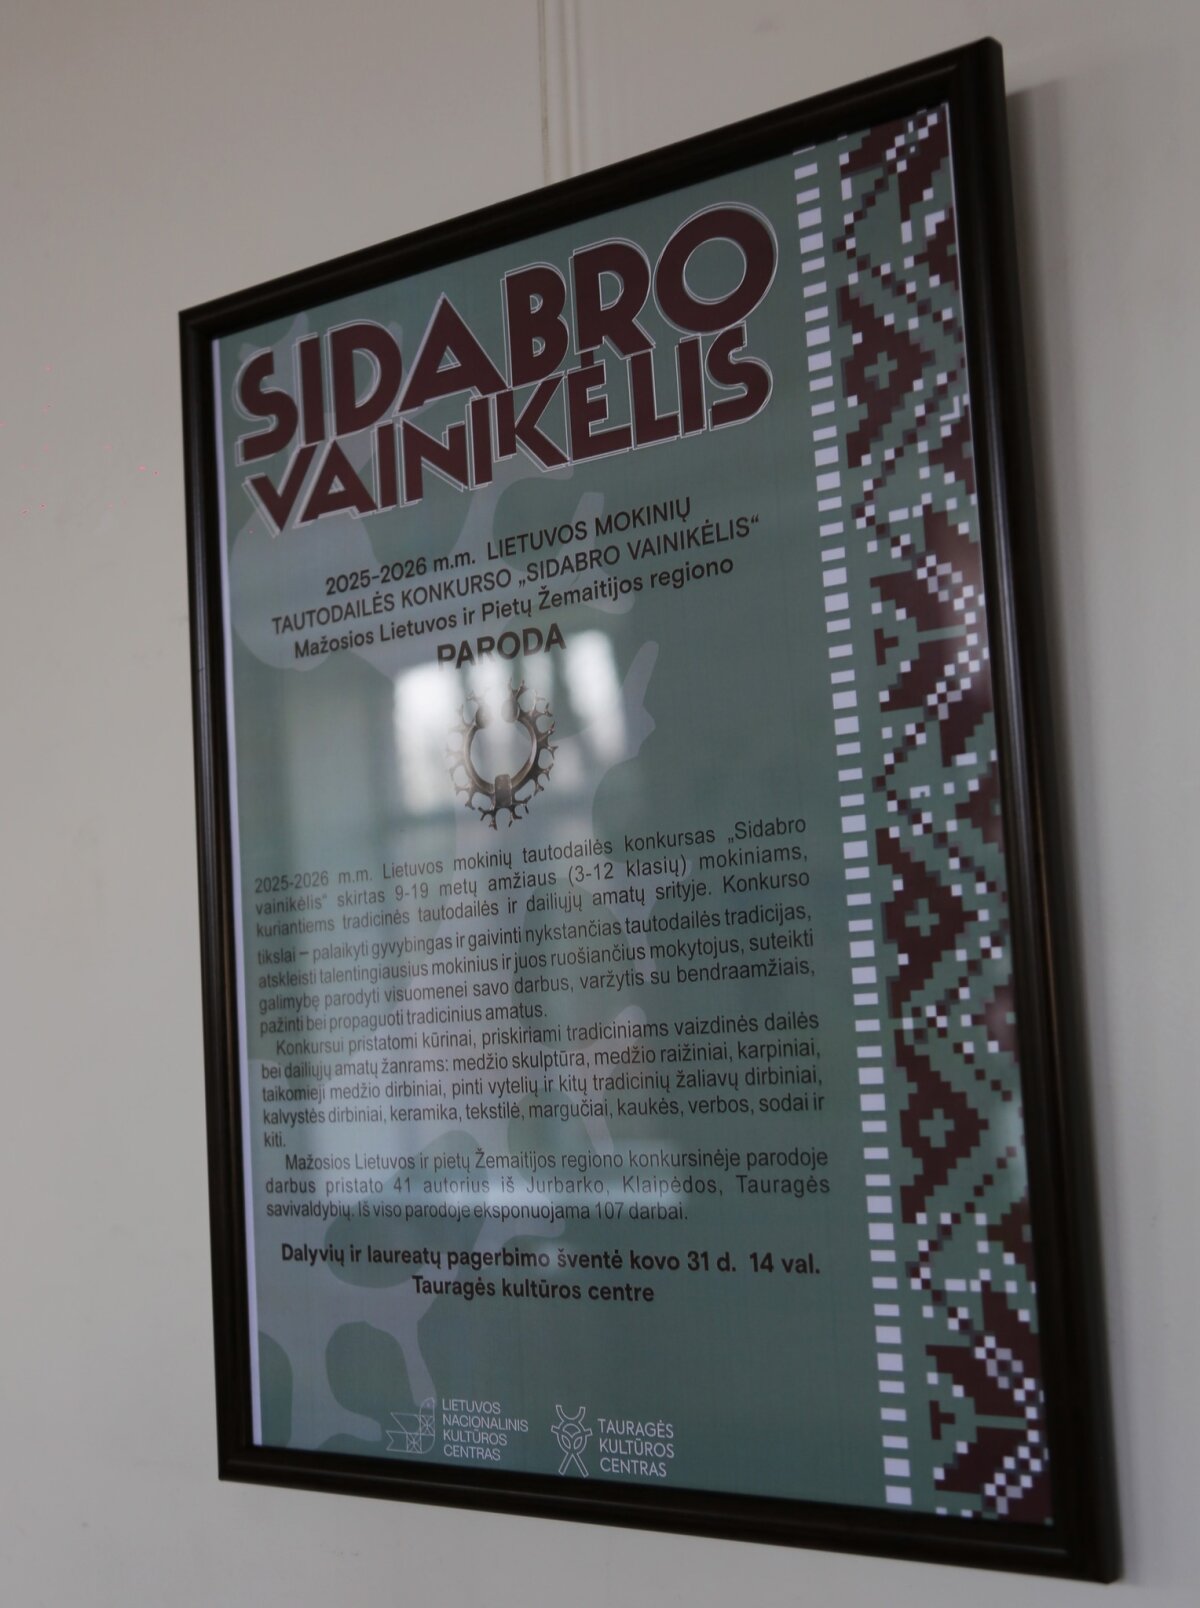 SIDABRO
VAINIKĖLIS
2025-2026 m.m. LIETUVOS MOKINIŲ
TAUTODAILĖS KONKURSO „SIDABRO VAINIKĖLIS“
Mažosios Lietuvos ir Pietų Žemaitijos regiono
PARODA
2025-2026 m.m. Lietuvos mokinių tautodailės konkursas „Sidabro
vainikėlis“ skirtas 9-19 metų amžiaus (3-12 klasių) mokiniams,
kuriantiems tradicinės tautodailės ir dailiųjų amatų srityje. Konkurso
tikslai – palaikyti gyvybingas ir gaivinti nykstančias tautodailės tradicijas,
atskleisti talentingiausius mokinius ir juos ruošiančius mokytojus, suteikti
galimybę parodyti visuomenei savo darbus, varžytis su bendraamžiais,
pažinti bei propaguoti tradicinius amatus.
Konkursui pristatomi kūrinai, priskiriami tradiciniams vaizdinės dailės
bei dailiųjų amatų žanrams: medžio skulptūra, medžio raižiniai, karpiniai,
taikomieji medžio dirbiniai, pinti vytelių ir kitų tradicinių žaliavų dirbiniai,
kalvystės dirbiniai, keramika, tekstilė, margučiai, kaukės, verbos, sodai ir
kiti.
Mažosios Lietuvos ir pietų Žemaitijos regiono konkursinėje parodoje
darbus pristato 41 autorius iš Jurbarko, Klaipėdos, Tauragės
savivaldybių. Iš viso parodoje eksponuojama 107 darbai.
Dalyvių ir laureatų pagerbimo šventė kovo 31 d. 14 val.
Tauragės kultūros centre
LIETUVOS
NACIONALINIS
KULTŪROS
CENTRAS
TAURAGĖS
KULTŪROS
CENTRAS